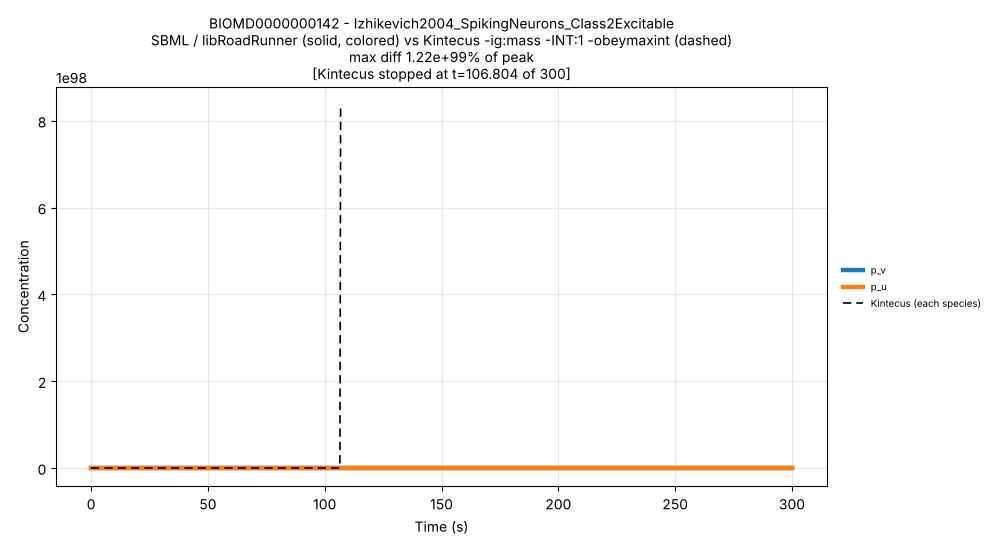 BIOMD0000000142 - Izhikevich2004_SpikingNeurons_Class2Excitable
SBML / libRoadRunner (solid, colored) vs Kintecus -ig:mass -INT:1 -obeymaxint (dashed)
max diff 1.22e+99% of peak
[Kintecus stopped at t=106.804 of 300]
1e98
8
6
4
2
0
Concentration
0 50 100 150 200 250 300
Time (s)
p_v
p_u
Kintecus (each species)